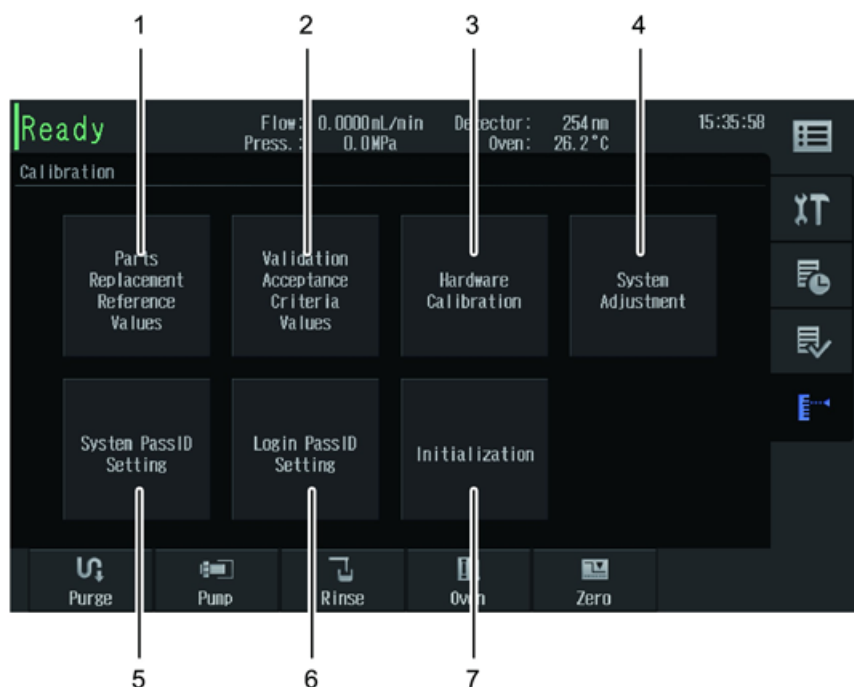 1 2 3 4
Ready
Flow: 0.0000mL/min Detector: 254nm 15:35:58
Press.: 0.0MPa Oven: 26.2°C
Calibration
Parts
Replacement
Reference
Values
Validation
Acceptance
Criteria
Values
Hardware
Calibration
System
Adjustment
System PassID
Setting
Login PassID
Setting
Initialization
Purge Pump Rinse Oven Zero
5 6 7